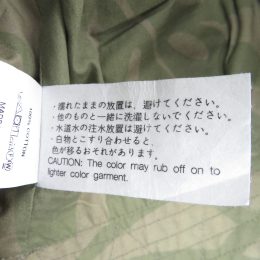 ・濡れたままの放置は、避けてください。
・他のものと一緒に洗濯しないでください。
・水道水の注水放置は、避けてください。
・白物とこすり合わせると、
色が移るおそれがあります。
CAUTION: The color may rub off on to
lighter color garment.
100% COTTON
MADE